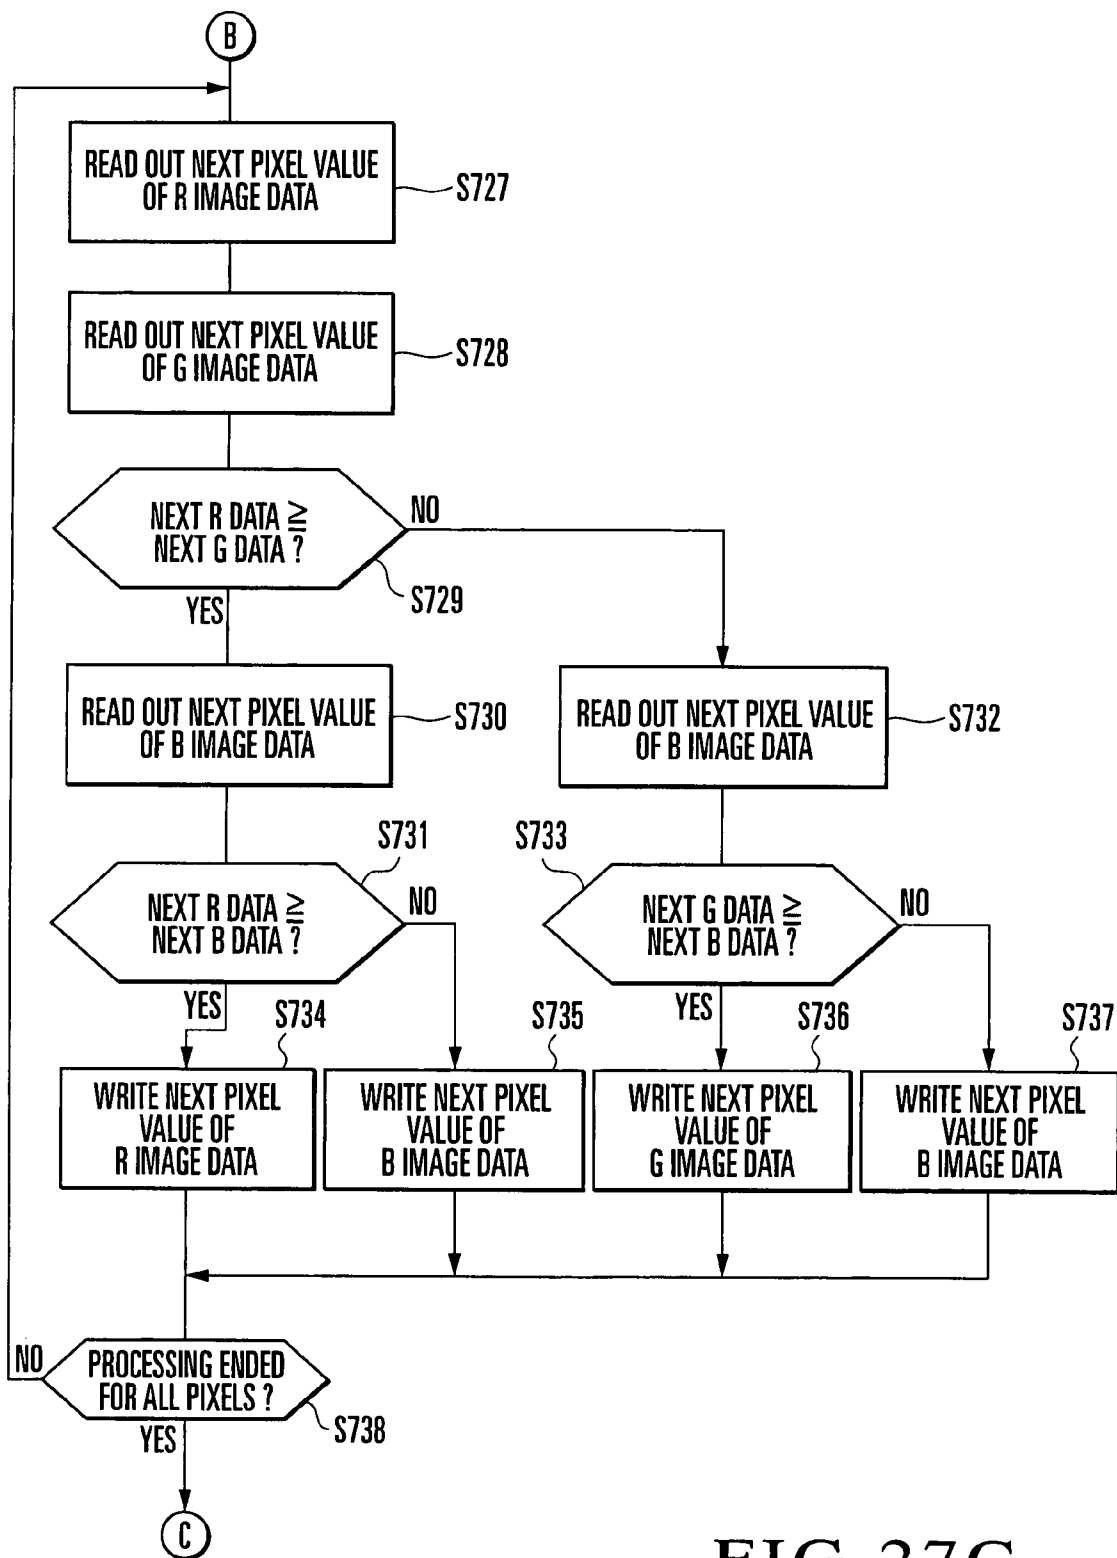 B
READ OUT NEXT PIXEL VALUE
OF R IMAGE DATA
S727
READ OUT NEXT PIXEL VALUE
OF G IMAGE DATA
S728
NEXT R DATA ≧
NEXT G DATA ?
NO
S729
YES
READ OUT NEXT PIXEL VALUE
OF B IMAGE DATA
S730
READ OUT NEXT PIXEL VALUE
OF B IMAGE DATA
S732
S731
NEXT R DATA ≧
NEXT B DATA ?
NO
YES
S733
NEXT G DATA ≧
NEXT B DATA ?
NO
YES
S734
WRITE NEXT PIXEL
VALUE OF
R IMAGE DATA
S735
WRITE NEXT PIXEL
VALUE OF
B IMAGE DATA
S736
WRITE NEXT PIXEL
VALUE OF
G IMAGE DATA
S737
WRITE NEXT PIXEL
VALUE OF
B IMAGE DATA
NO
PROCESSING ENDED
FOR ALL PIXELS ?
S738
YES
C